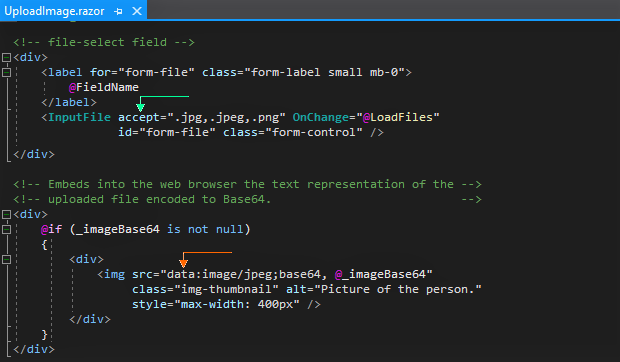 UploadImage.razor
<!-- file-select field -->
<div>
<label for="form-file" class="form-label small mb-0">
@FieldName
</label>
<InputFile accept=".jpg,.jpeg,.png" OnChange="@LoadFiles"
id="form-file" class="form-control" />
</div>
<!-- Embeds into the web browser the text representation of the -->
<!-- uploaded file encoded to Base64. -->
<div>
@if (_imageBase64 is not null)
{
<div>
<img src="data:image/jpeg;base64, @_imageBase64"
class="img-thumbnail" alt="Picture of the person."
style="max-width: 400px" />
</div>
}
</div>